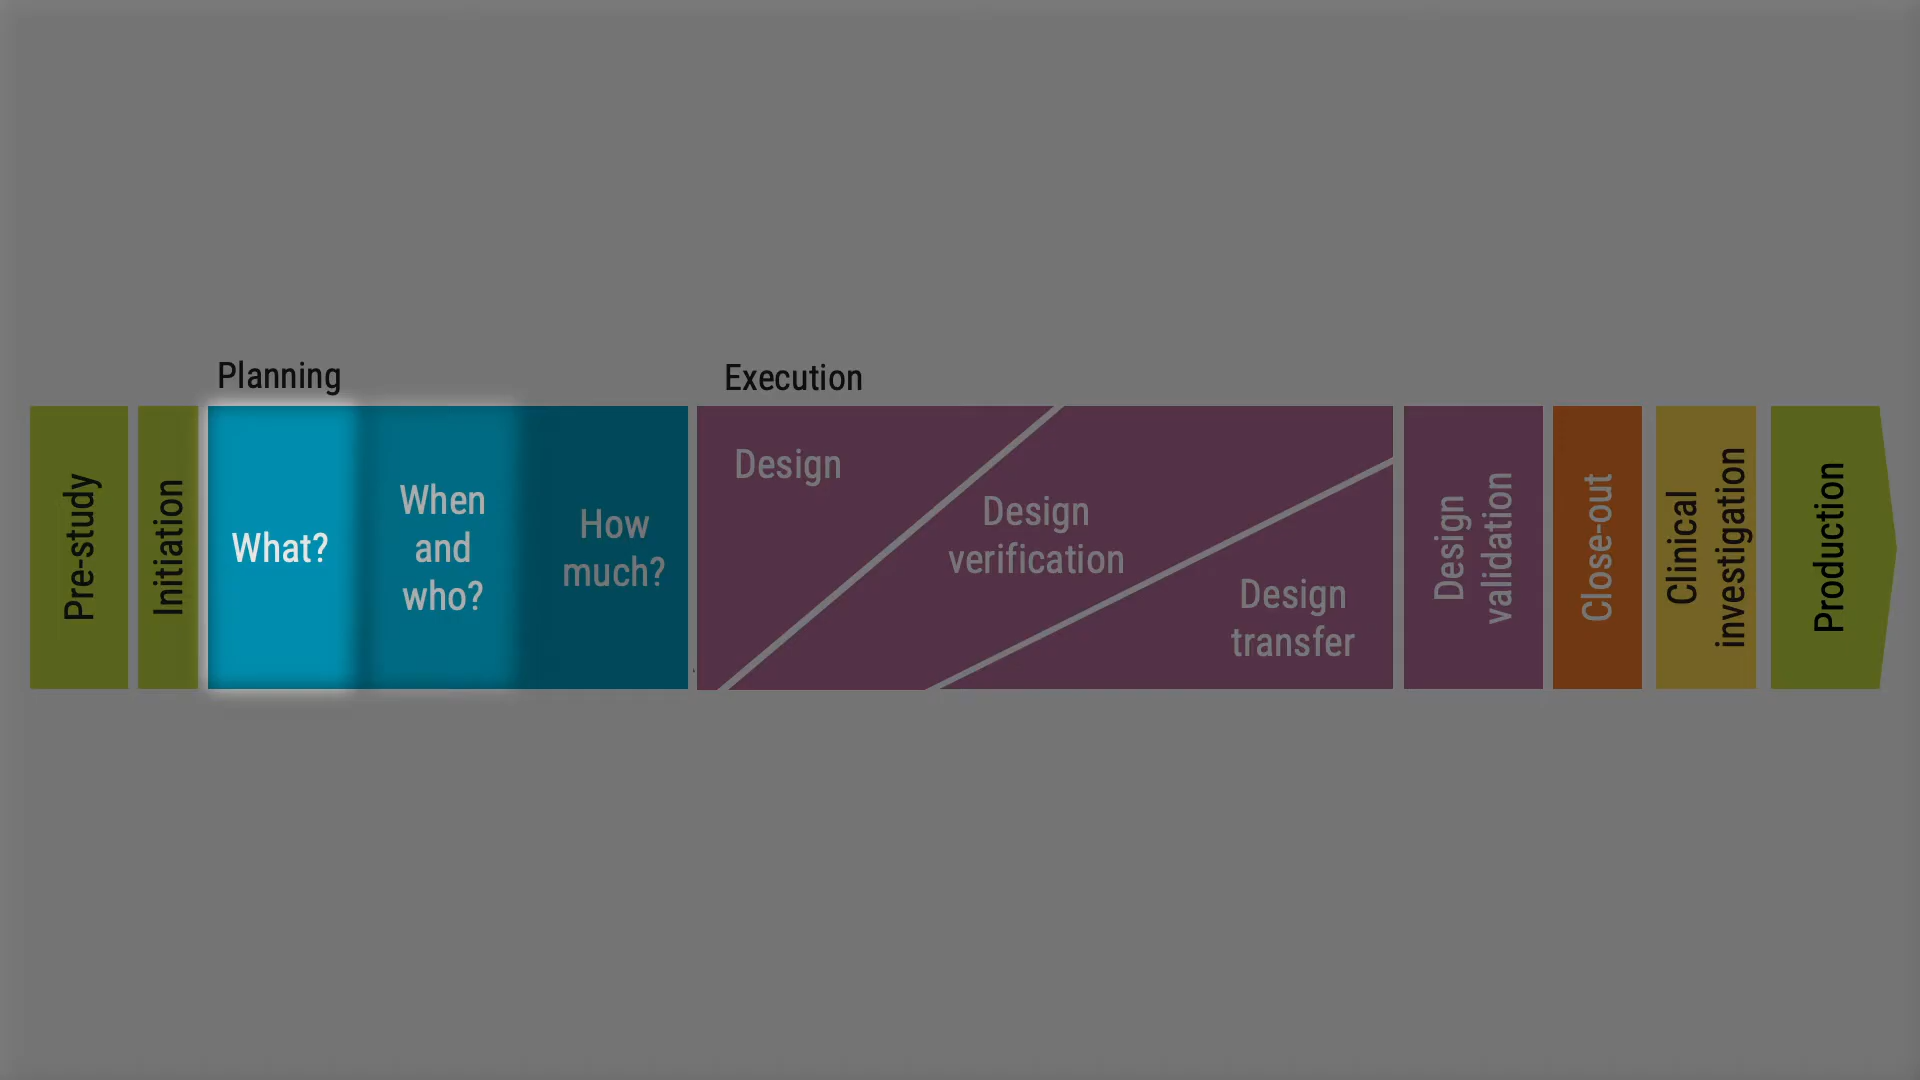 Planning
Execution
Pre-study
Initiation
What?
When
and
who?
How
much?
Design
Design
verification
Design
transfer
Design
validation
Close-out
Clinical
investigation
Production